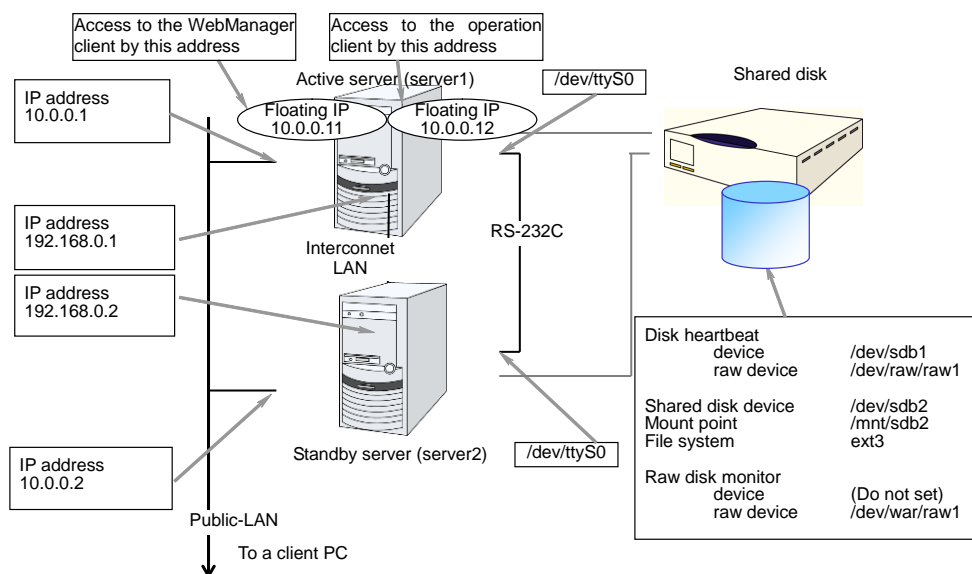 Access to the WebManager
client by this address
Access to the operation
client by this address
Active server (server1)
/dev/ttyS0
Shared disk
IP address
10.0.0.1
Floating IP
10.0.0.11
Floating IP
10.0.0.12
IP address
192.168.0.1
Interconnet
LAN
RS-232C
IP address
192.168.0.2
Disk heartbeat
device /dev/sdb1
raw device /dev/raw/raw1
Shared disk device /dev/sdb2
Mount point /mnt/sdb2
File system ext3
Raw disk monitor
device (Do not set)
raw device /dev/war/raw1
Standby server (server2)
/dev/ttyS0
IP address
10.0.0.2
Public-LAN
To a client PC